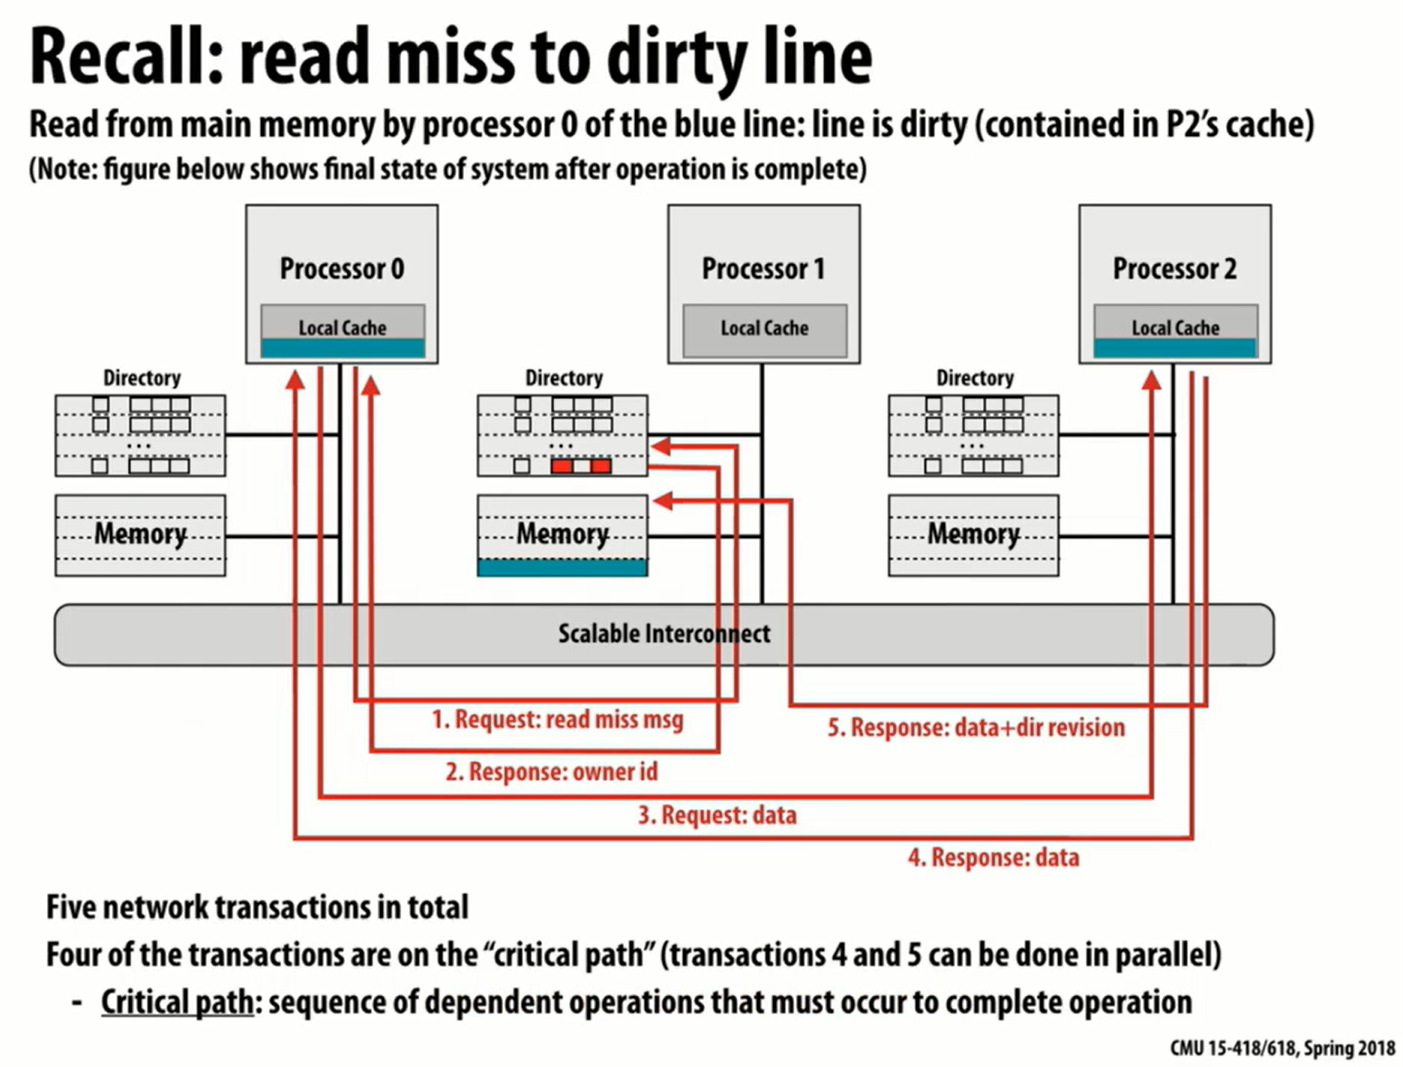 Recall: read miss to dirty line
Read from main memory by processor 0 of the blue line: line is dirty (contained in P2's cache)
(Note: figure below shows final state of system after operation is complete)
Processor 0
Local Cache
Processor 1
Local Cache
Processor 2
Local Cache
Directory
...
Directory
...
Directory
...
Memory
Memory
Memory
Scalable Interconnect
1. Request: read miss msg
5. Response: data+dir revision
2. Response: owner id
3. Request: data
4. Response: data
Five network transactions in total
Four of the transactions are on the “critical path” (transactions 4 and 5 can be done in parallel)
- Critical path: sequence of dependent operations that must occur to complete operation
CMU 15-418/618, Spring 2018